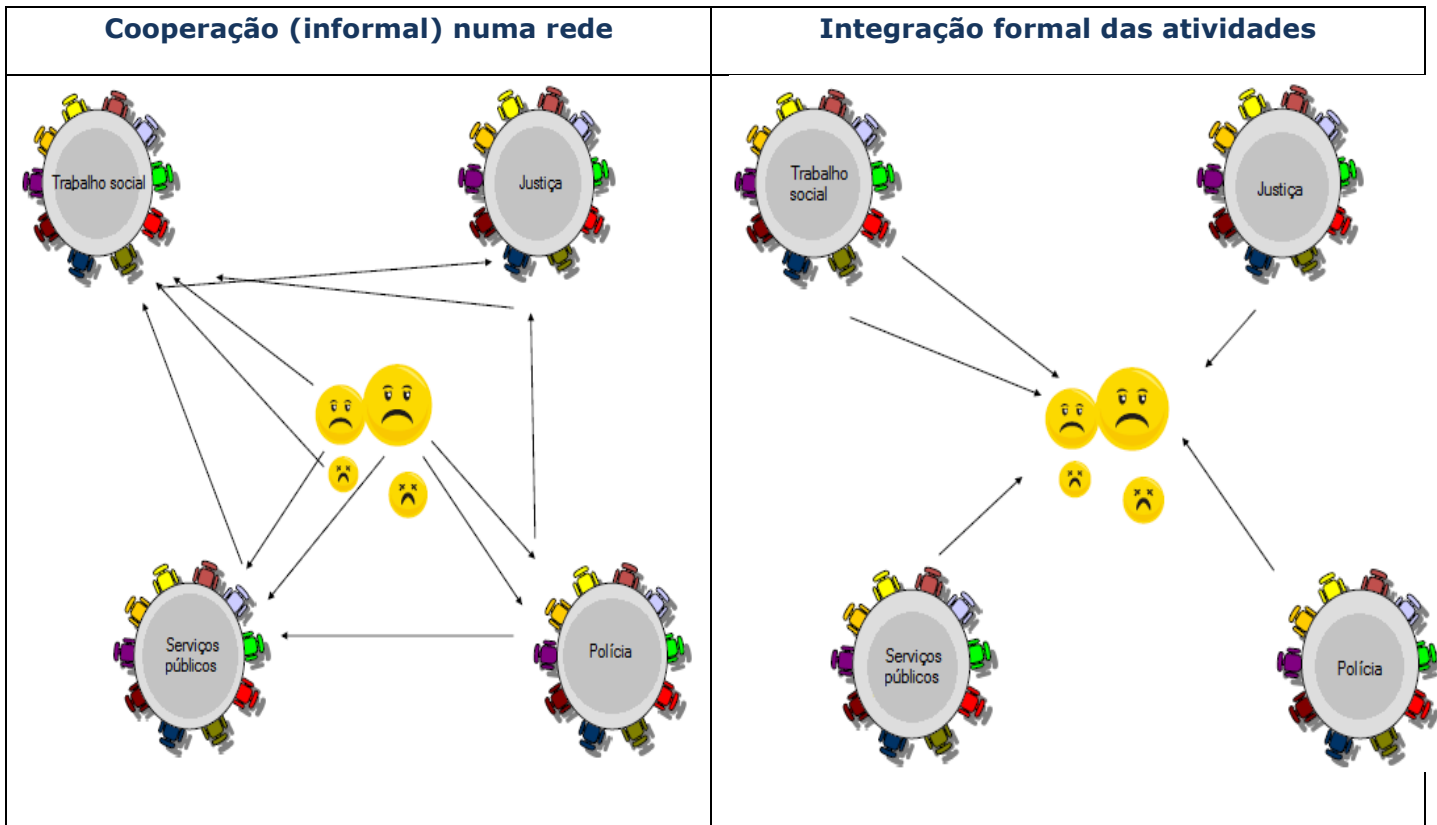 Cooperação (informal) numa rede
Integração formal das atividades
Trabalho social
Justiça
Serviços
públicos
Polícia
Trabalho
social
Justiça
Serviços
públicos
Polícia